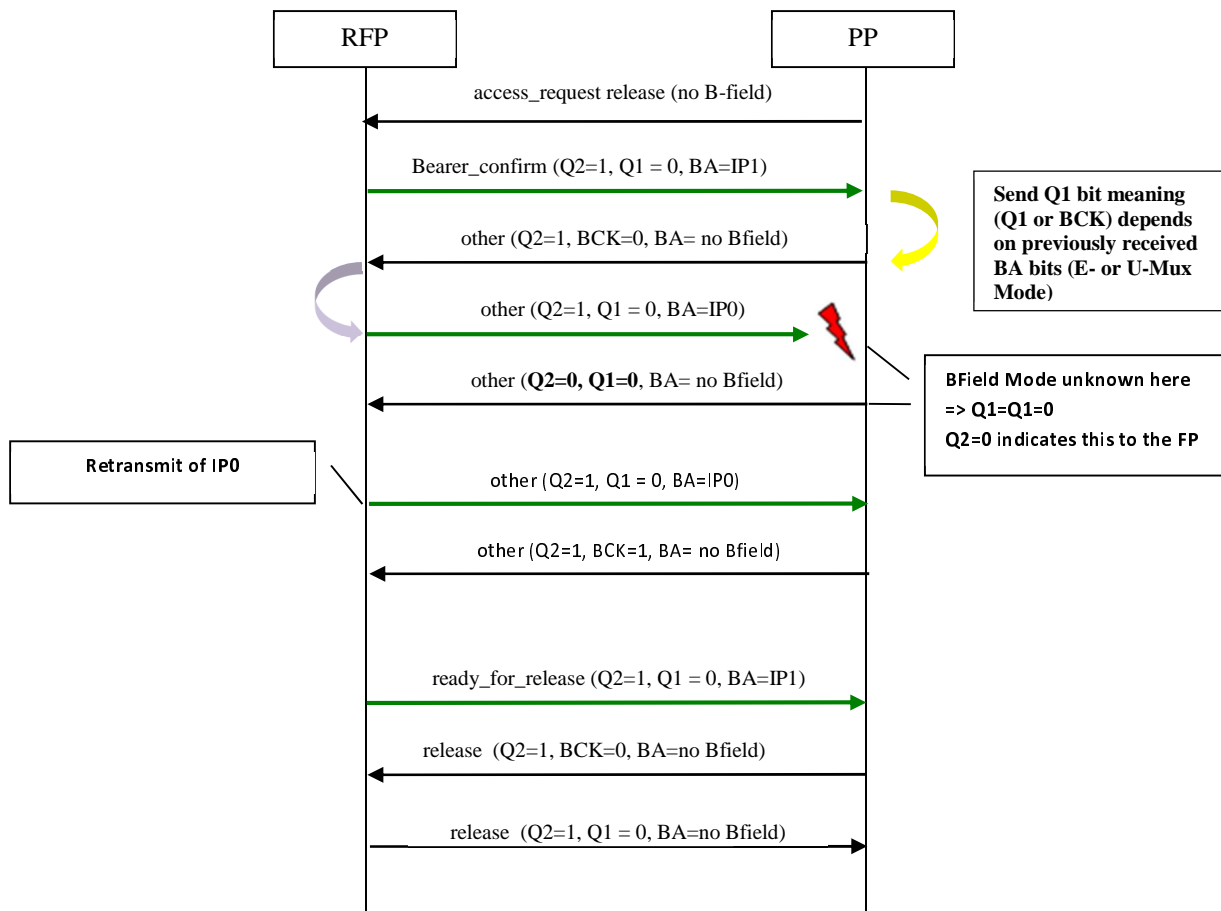 RFP
PP
access_request release (no B-field)
Bearer_confirm (Q2=1, Q1 = 0, BA=IP1)
Send Q1 bit meaning
(Q1 or BCK) depends
on previously received
BA bits (E- or U-Mux
Mode)
other (Q2=1, BCK=0, BA= no Bfield)
other (Q2=1, Q1 = 0, BA=IP0)
BField Mode unknown here
=> Q1=Q1=0
Q2=0 indicates this to the FP
other (Q2=0, Q1=0, BA= no Bfield)
Retransmit of IP0
other (Q2=1, Q1 = 0, BA=IP0)
other (Q2=1, BCK=1, BA= no Bfield)
ready_for_release (Q2=1, Q1 = 0, BA=IP1)
release (Q2=1, BCK=0, BA=no Bfield)
release (Q2=1, Q1 = 0, BA=no Bfield)